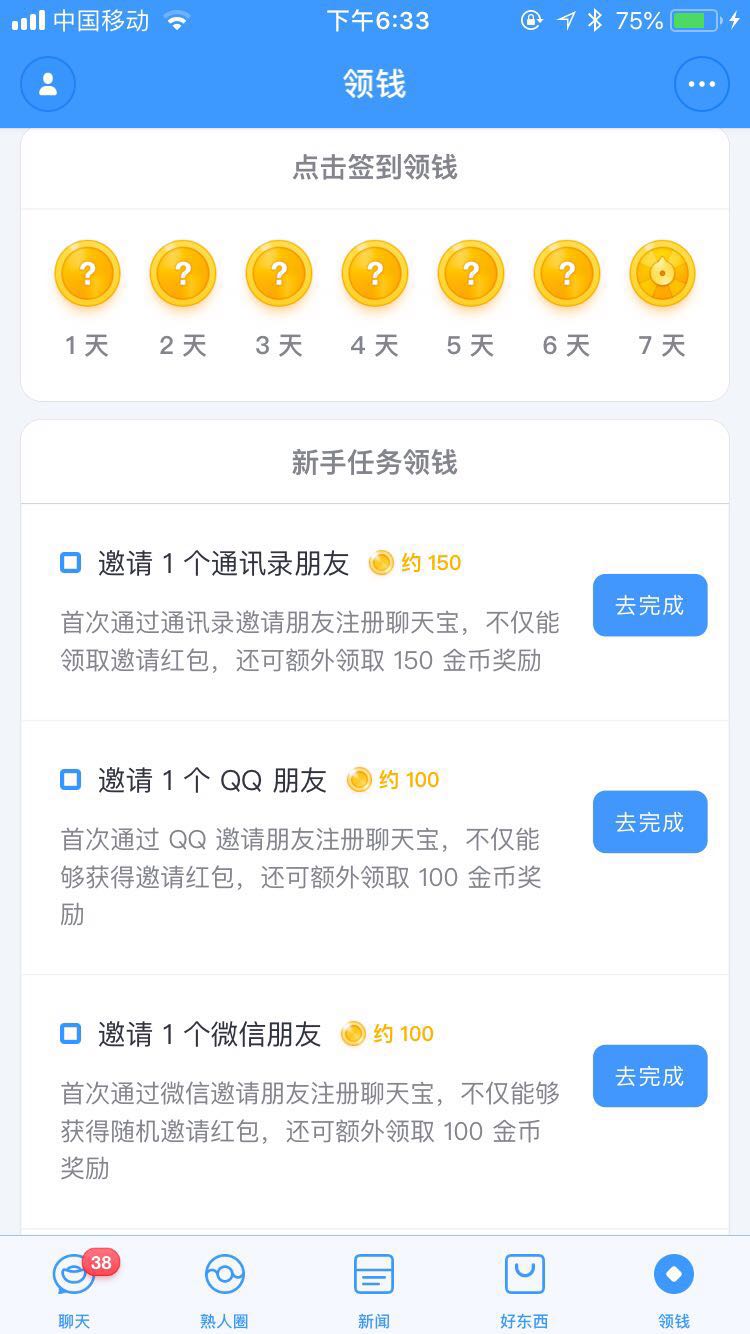 中国移动 下午6:33 75%
领钱
点击签到领钱
? ? ? ? ? ?
1 天 2 天 3 天 4 天 5 天 6 天 7 天
新手任务领钱
邀请 1 个通讯录朋友 约 150
首次通过通讯录邀请朋友注册聊天宝，不仅能
领取邀请红包，还可额外领取 150 金币奖励
去完成
邀请 1 个 QQ 朋友 约 100
首次通过 QQ 邀请朋友注册聊天宝，不仅能
够获得邀请红包，还可额外领取 100 金币奖
励
去完成
邀请 1 个微信朋友 约 100
首次通过微信邀请朋友注册聊天宝，不仅能够
获得随机邀请红包，还可额外领取 100 金币
奖励
去完成
38
聊天 熟人圈 新闻 好东西 领钱